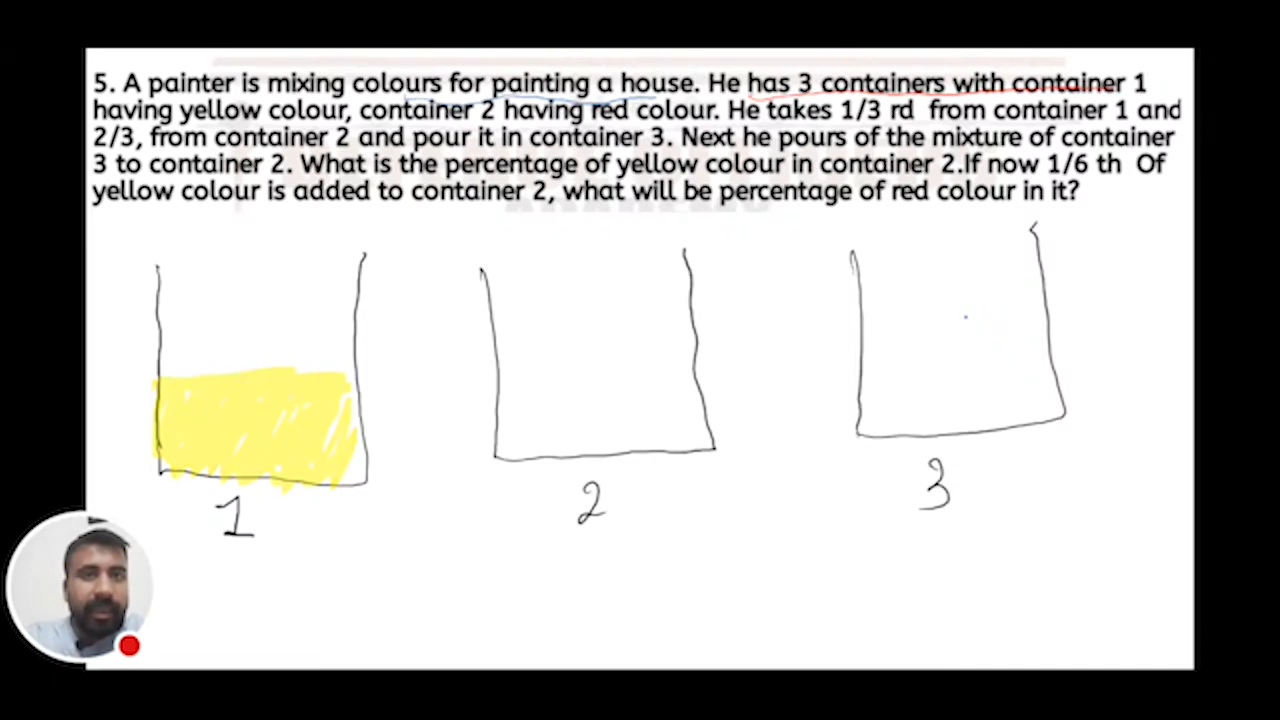 5. A painter is mixing colours for painting a house. He has 3 containers with container 1
having yellow colour, container 2 having red colour. He takes 1/3 rd from container 1 and
2/3, from container 2 and pour it in container 3. Next he pours of the mixture of container
3 to container 2. What is the percentage of yellow colour in container 2.If now 1/6 th Of
yellow colour is added to container 2, what will be percentage of red colour in it?
1 2 3